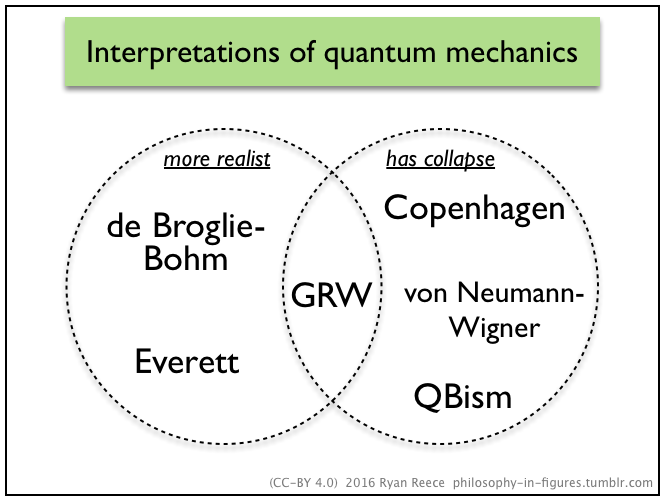 Interpretations of quantum mechanics
more realist
has collapse
de Broglie-
Bohm
Everett
GRW
Copenhagen
von Neumann-
Wigner
QBism
(CC-BY 4.0) 2016 Ryan Reece philosophy-in-figures.tumblr.com